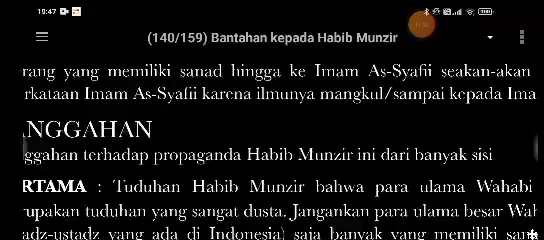 19:47
(140/159) Bantahan kepada Habib Munzir
rang yang memiliki sanad hingga ke Imam As-Syafii seakan-akan
rkataan Imam As-Syafii karena ilmunya mangkul/sampai kepada Ima
NGGAHAN
ggahan terhadap propaganda Habib Munzir ini dari banyak sisi
RTAMA : Tuduhan Habib Munzir bahwa para ulama Wahabi
upakan tuduhan yang sangat dusta. Jangankan para ulama besar Wah
adz-ustadz yang ada di Indonesia) saja banyak yang memiliki san